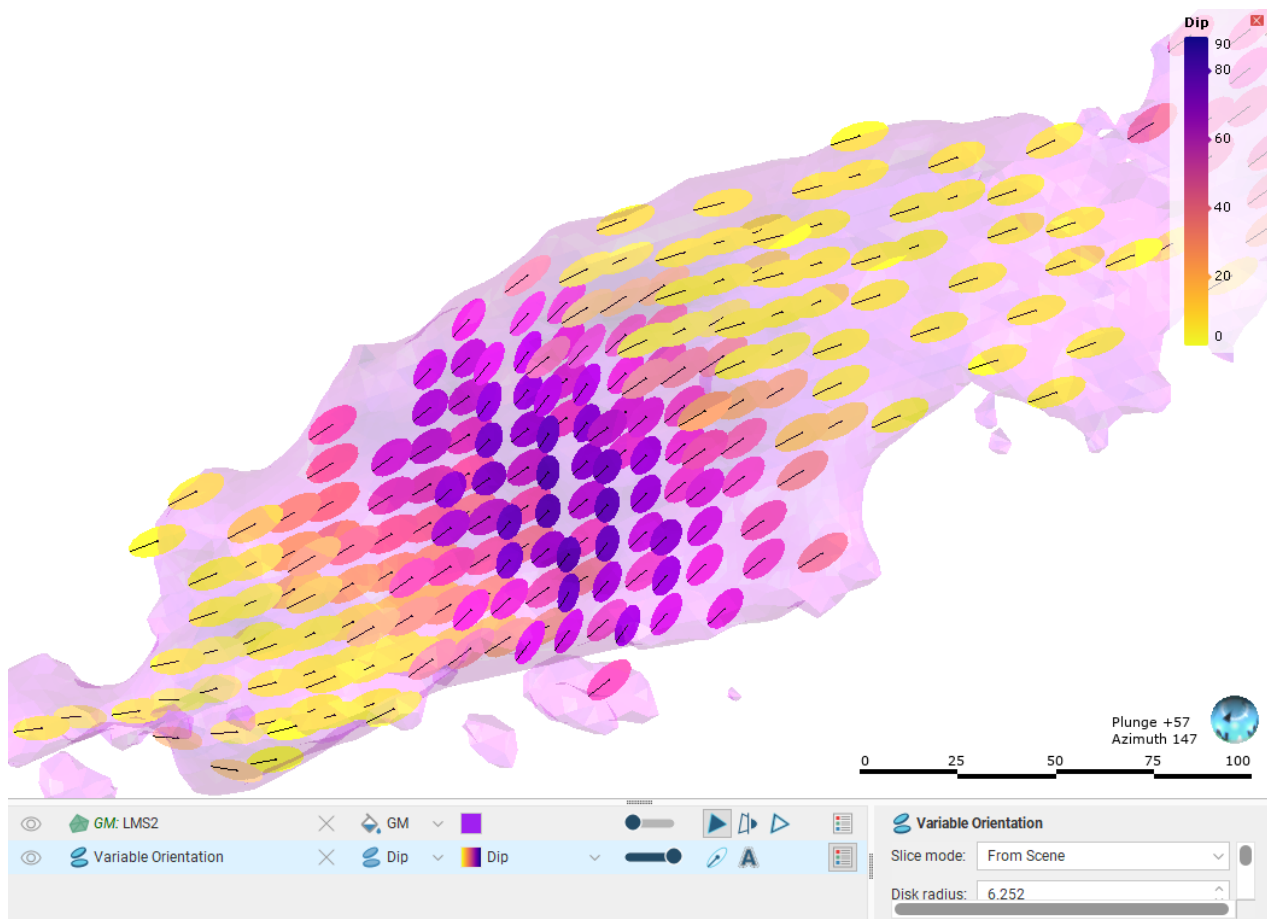 Dip
90
80
60
40
20
0
Plunge +57
Azimuth 147
0 25 50 75 100
GM: LMS2 GM
Variable Orientation Dip Dip A
Variable Orientation
Slice mode: From Scene
Disk radius: 6.252